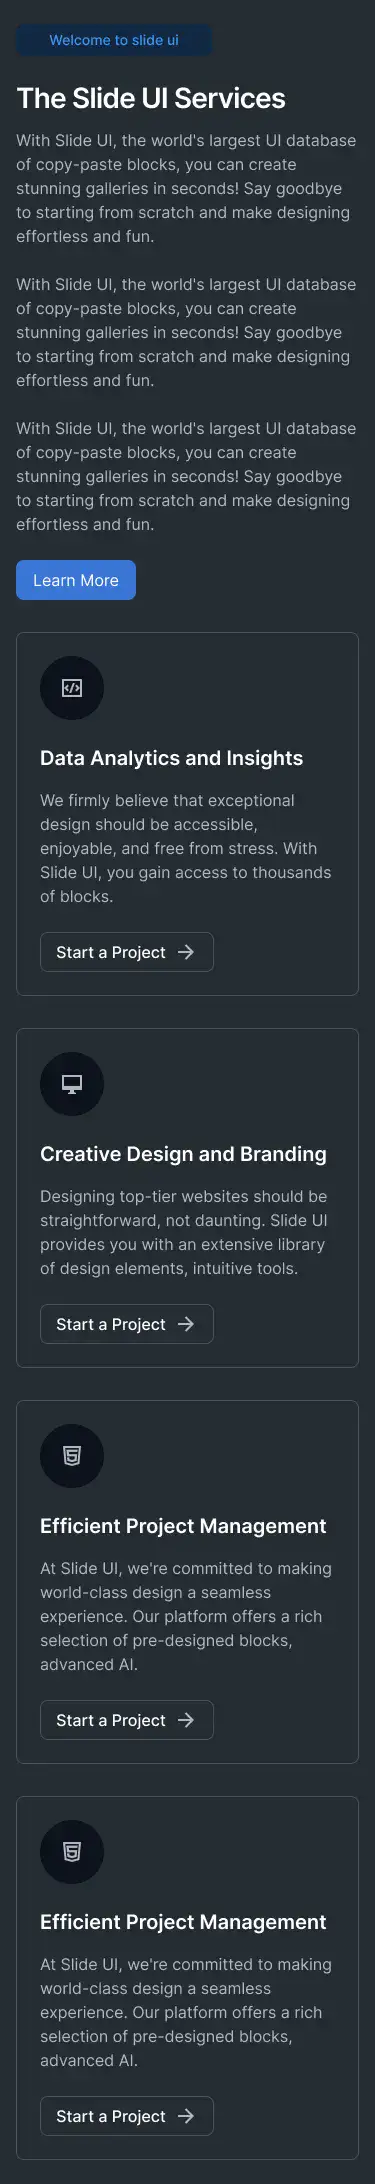 Welcome to slide ui
The Slide UI Services
With Slide UI, the world's largest UI database
of copy-paste blocks, you can create
stunning galleries in seconds! Say goodbye
to starting from scratch and make designing
effortless and fun.
With Slide UI, the world's largest UI database
of copy-paste blocks, you can create
stunning galleries in seconds! Say goodbye
to starting from scratch and make designing
effortless and fun.
With Slide UI, the world's largest UI database
of copy-paste blocks, you can create
stunning galleries in seconds! Say goodbye
to starting from scratch and make designing
effortless and fun.
Learn More
Data Analytics and Insights
We firmly believe that exceptional
design should be accessible,
enjoyable, and free from stress. With
Slide UI, you gain access to thousands
of blocks.
Start a Project
Creative Design and Branding
Designing top-tier websites should be
straightforward, not daunting. Slide UI
provides you with an extensive library
of design elements, intuitive tools.
Start a Project
Efficient Project Management
At Slide UI, we're committed to making
world-class design a seamless
experience. Our platform offers a rich
selection of pre-designed blocks,
advanced AI.
Start a Project
Efficient Project Management
At Slide UI, we're committed to making
world-class design a seamless
experience. Our platform offers a rich
selection of pre-designed blocks,
advanced AI.
Start a Project